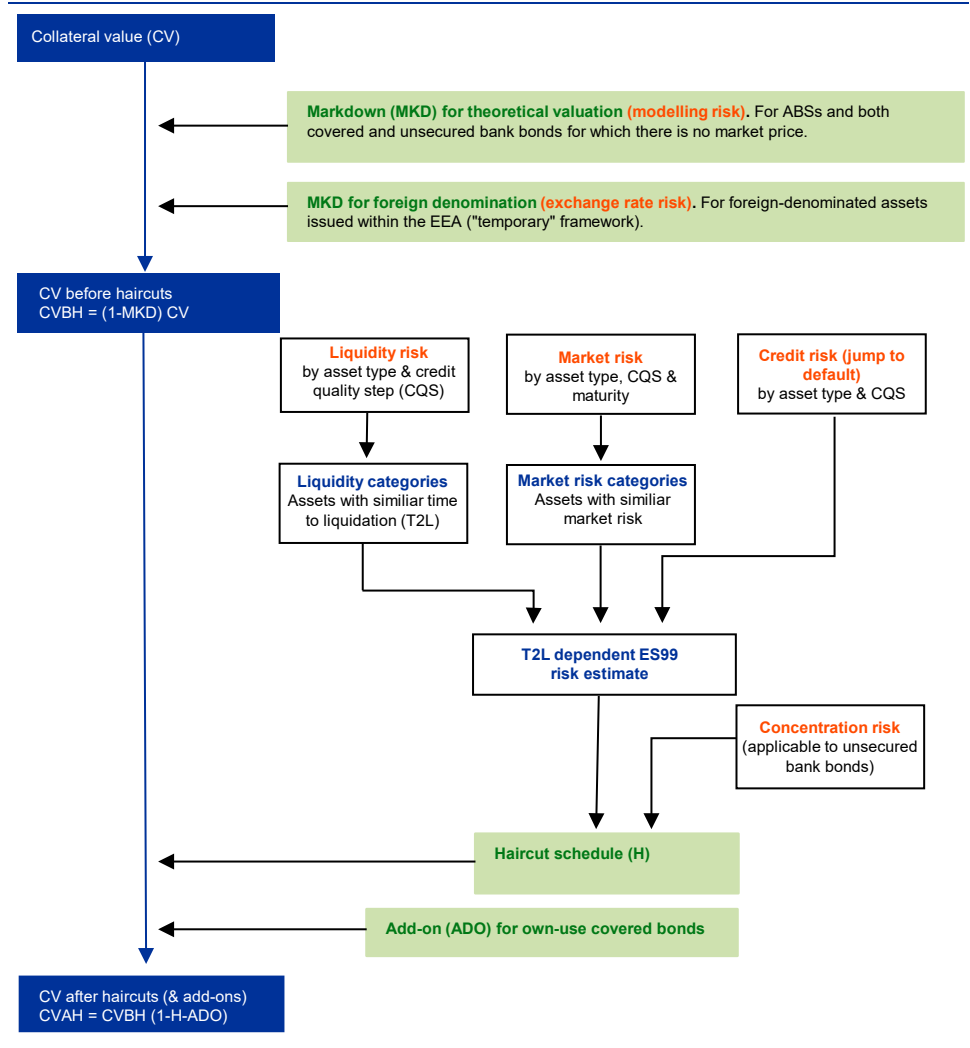 Collateral value (CV)
Markdown (MKD) for theoretical valuation (modelling risk). For ABSs and both
covered and unsecured bank bonds for which there is no market price.
MKD for foreign denomination (exchange rate risk). For foreign-denominated assets
issued within the EEA ("temporary" framework).
CV before haircuts
CVBH = (1-MKD) CV
Liquidity risk
by asset type & credit
quality step (CQS)
Market risk
by asset type, CQS &
maturity
Credit risk (jump to
default)
by asset type & CQS
Liquidity categories
Assets with similiar time
to liquidation (T2L)
Market risk categories
Assets with similiar
market risk
T2L dependent ES99
risk estimate
Concentration risk
(applicable to unsecured
bank bonds)
Haircut schedule (H)
Add-on (ADO) for own-use covered bonds
CV after haircuts (& add-ons)
CVAH = CVBH (1-H-ADO)